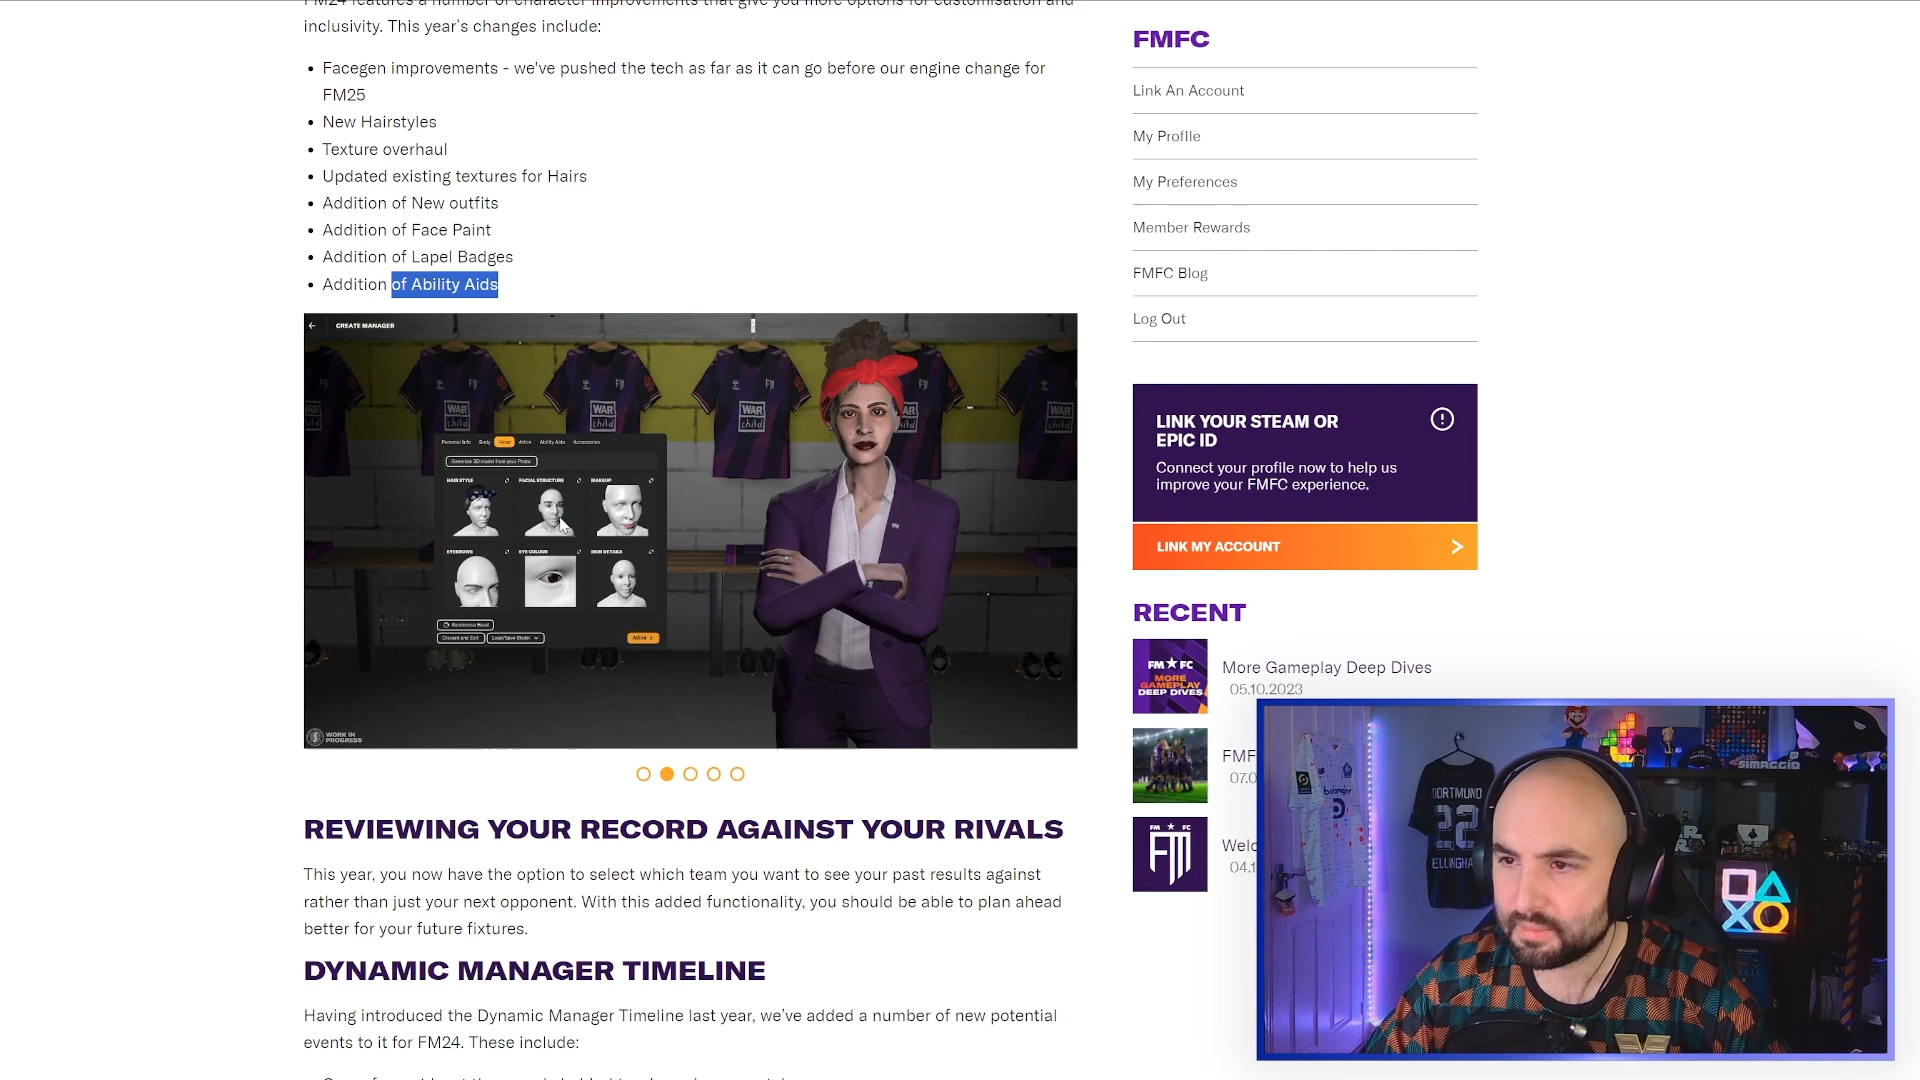 FM24 features a number of character improvements that give you more options for customisation and
inclusivity. This year's changes include:
• Facegen improvements - we've pushed the tech as far as it can go before our engine change for
FM25
• New Hairstyles
• Texture overhaul
• Updated existing textures for Hairs
• Addition of New outfits
• Addition of Face Paint
• Addition of Lapel Badges
• Addition of Ability Aids
CREATE MANAGER
WAR
child
WAR
child
WAR
child
WAR
child
Personal Info Body Head Attire Ability Aids Accessories
Generate 3D model from your Photo
HAIR STYLE FACIAL STRUCTURE MAKEUP
EYEBROWS EYE COLOUR SKIN DETAILS
Randomise Head
Discard and Exit Load/Save Model Attire >
WORK IN
PROGRESS
REVIEWING YOUR RECORD AGAINST YOUR RIVALS
This year, you now have the option to select which team you want to see your past results against
rather than just your next opponent. With this added functionality, you should be able to plan ahead
better for your future fixtures.
DYNAMIC MANAGER TIMELINE
Having introduced the Dynamic Manager Timeline last year, we've added a number of new potential
events to it for FM24. These include:
FMFC
Link An Account
My Profile
My Preferences
Member Rewards
FMFC Blog
Log Out
LINK YOUR STEAM OR
EPIC ID
Connect your profile now to help us
improve your FMFC experience.
LINK MY ACCOUNT
RECENT
FM★FC
MORE
GAMEPLAY
DEEP DIVES
More Gameplay Deep Dives
05.10.2023
FMF
07.0
FM ★ FC
FM
Welc
04.1
SIMAGGIO
DORTMUND
22
ELLINGHA